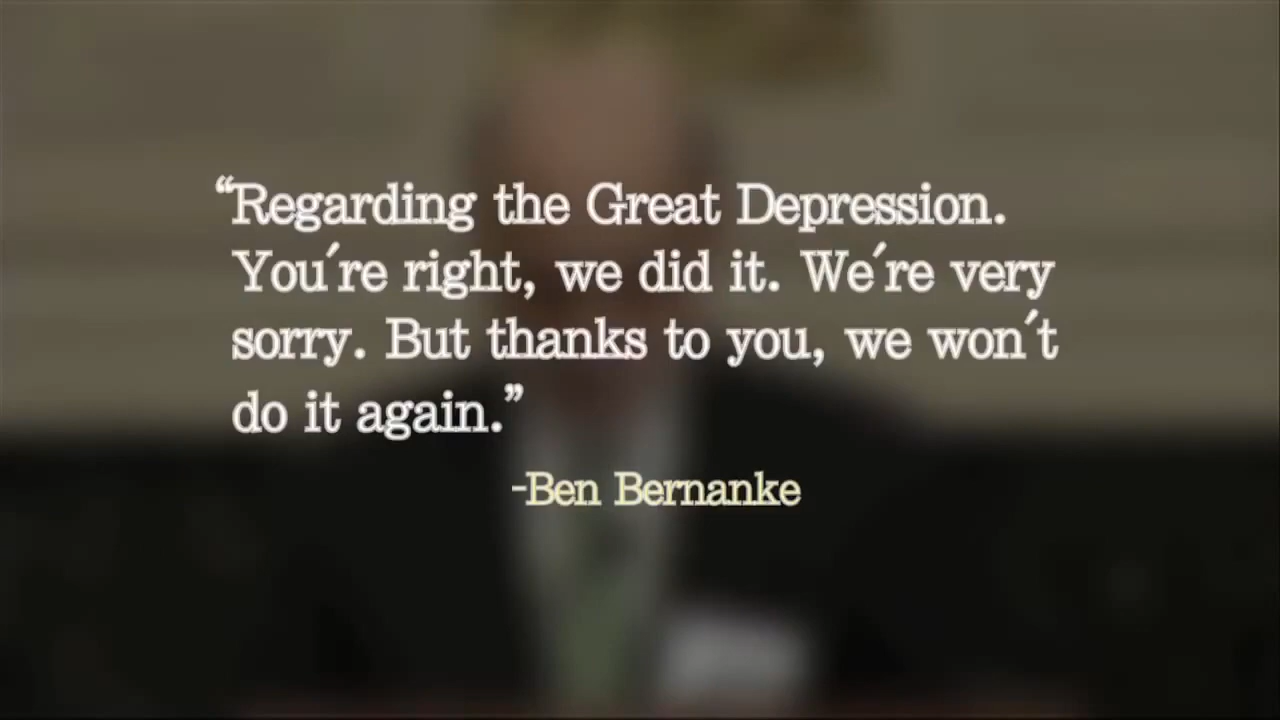 “Regarding the Great Depression.
You´re right, we did it. We´re very
sorry. But thanks to you, we won´t
do it again.”
-Ben Bernanke